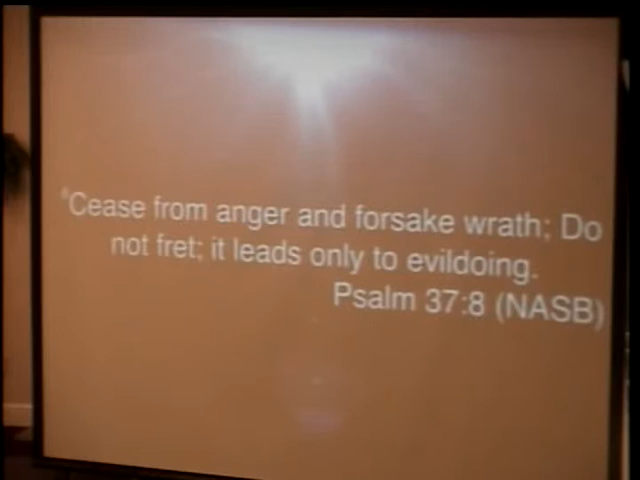 ⁸Cease from anger and forsake wrath; Do
not fret; it leads only to evildoing.
Psalm 37:8 (NASB)